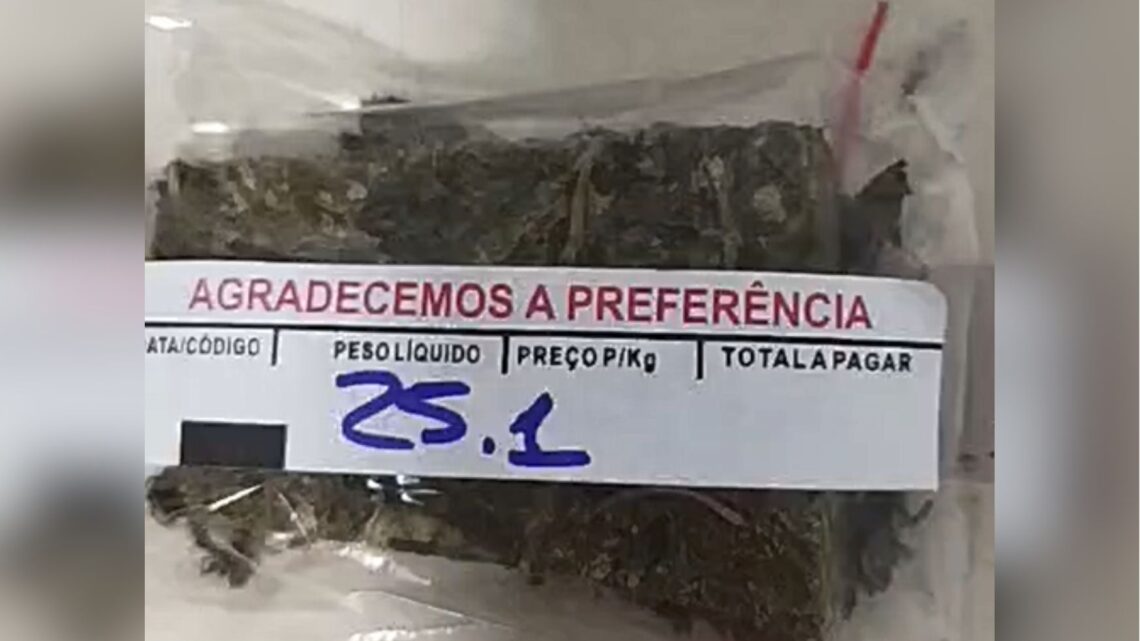 AGRADECEMOS A PREFERÊNCIA
ATA/CÓDIGO PESO LÍQUIDO PREÇO P/Kg TOTAL A PAGAR
25.1